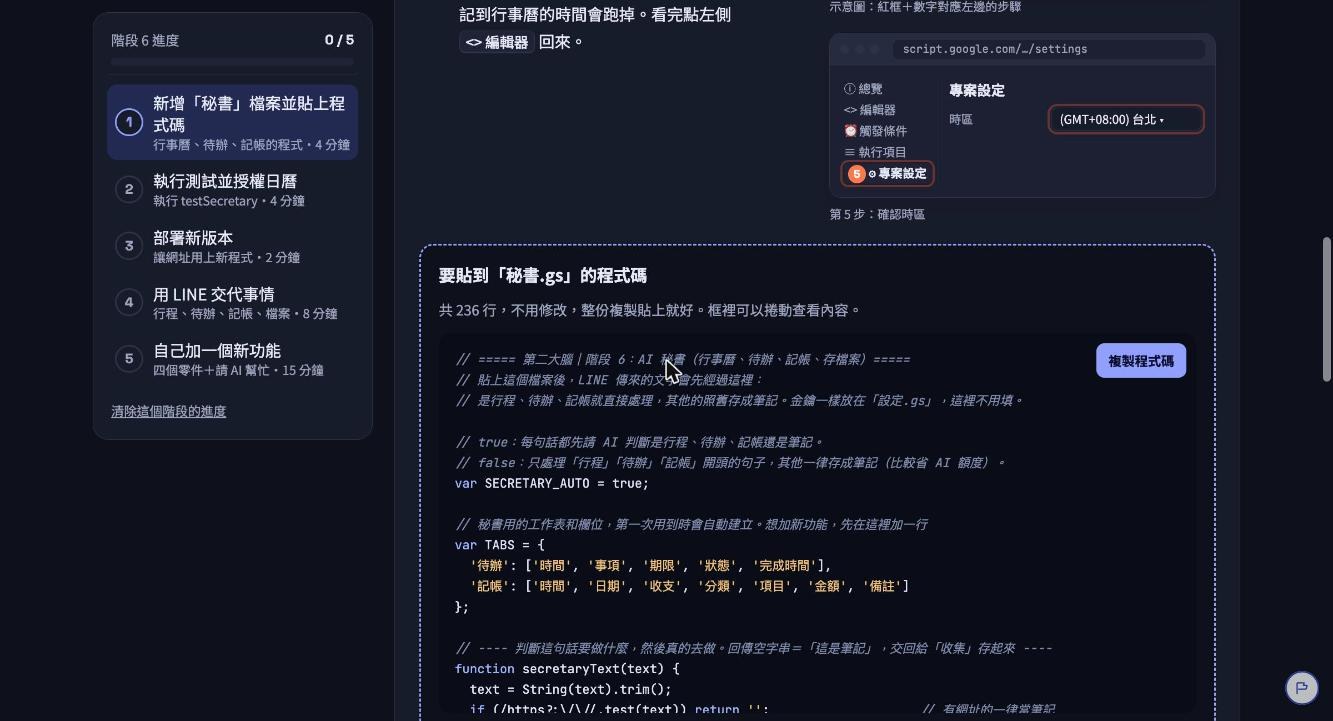 階段 6 進度
0 / 5
1
新增「秘書」檔案並貼上程
式碼
行事曆、待辦、記帳的程式・4 分鐘
2
執行測試並授權日曆
執行 testSecretary・4 分鐘
3
部署新版本
讓網址用上新程式・2 分鐘
4
用 LINE 交代事情
行程、待辦、記帳、檔案・8 分鐘
5
自己加一個新功能
四個零件＋請 AI 幫忙・15 分鐘
清除這個階段的進度
記到行事曆的時間會跑掉。看完點左側
<> 編輯器 回來。
示意圖：紅框＋數字對應左邊的步驟
script.google.com/…/settings
ⓘ 總覽
<> 編輯器
⏰ 觸發條件
≡ 執行項目
5 ⚙ 專案設定
專案設定
時區
(GMT+08:00) 台北 ▾
第 5 步：確認時區
要貼到「秘書.gs」的程式碼
共 236 行，不用修改，整份複製貼上就好。框裡可以捲動查看內容。
複製程式碼
// ===== 第二大腦｜階段 6：AI 秘書（行事曆、待辦、記帳、存檔案）=====
// 貼上這個檔案後，LINE 傳來的文字會先經過這裡：
// 是行程、待辦、記帳就直接處理，其他的照舊存成筆記。金鑰一樣放在「設定.gs」，這裡不用填。
// true：每句話都先請 AI 判斷是行程、待辦、記帳還是筆記。
// false：只處理「行程」「待辦」「記帳」開頭的句子，其他一律存成筆記（比較省 AI 額度）。
var SECRETARY_AUTO = true;
// 秘書用的工作表和欄位，第一次用到時會自動建立。想加新功能，先在這裡加一行
var TABS = {
'待辦': ['時間', '事項', '期限', '狀態', '完成時間'],
'記帳': ['時間', '日期', '收支', '分類', '項目', '金額', '備註']
};
// ---- 判斷這句話要做什麼，然後真的去做。回傳空字串＝「這是筆記」，交回給「收集」存起來 ----
function secretaryText(text) {
text = String(text).trim();
if (/https?:\/\//.test(text)) return ''; // 有網址的一律當筆記